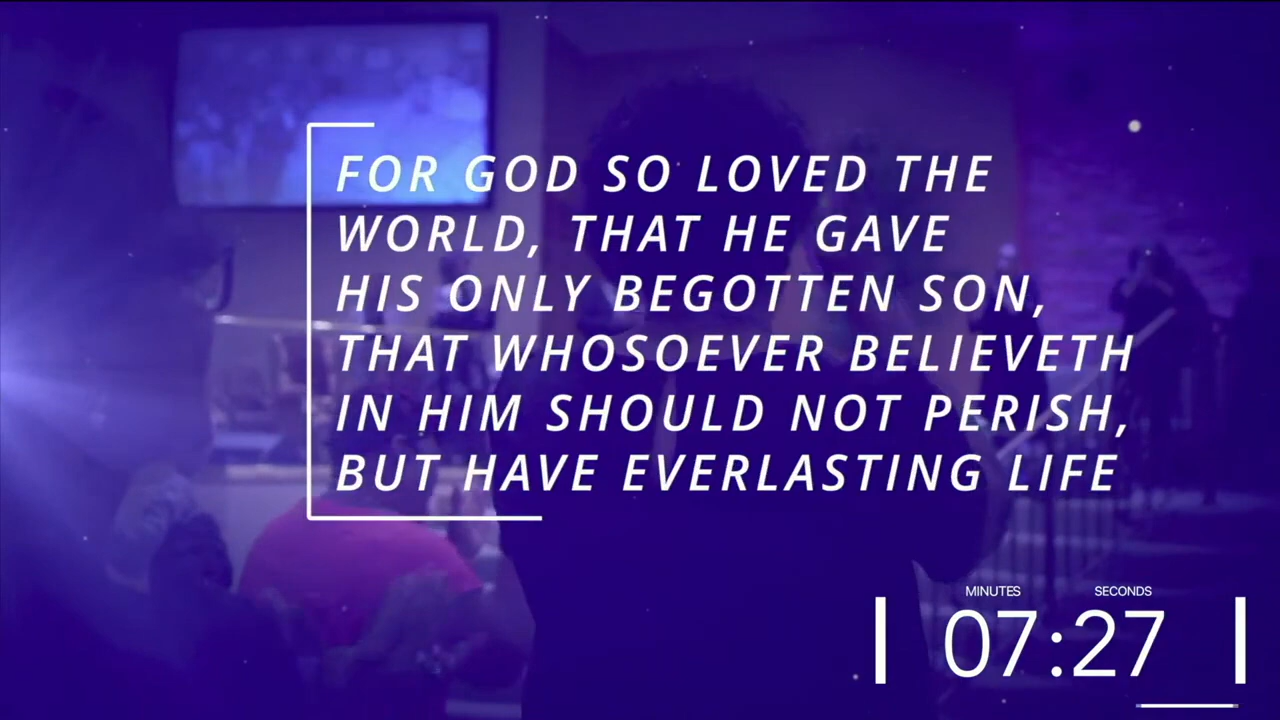 FOR GOD SO LOVED THE
WORLD, THAT HE GAVE
HIS ONLY BEGOTTEN SON,
THAT WHOSOEVER BELIEVETH
IN HIM SHOULD NOT PERISH,
BUT HAVE EVERLASTING LIFE
MINUTES SECONDS
07:27